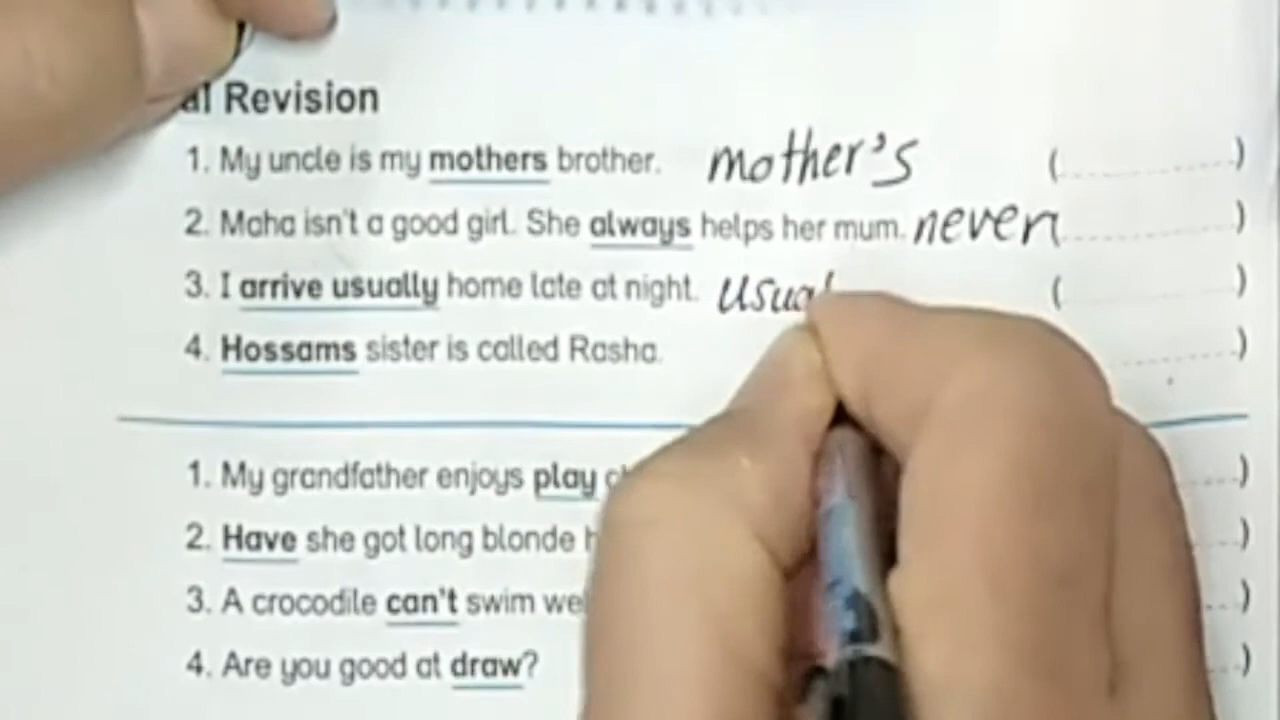 Revision
1. My uncle is my mothers brother. mother's (....................)
2. Maha isn't a good girl. She always helps her mum. never (....................)
3. I arrive usually home late at night. usual (....................)
4. Hossams sister is called Rasha. ....................)
1. My grandfather enjoys play ....)
2. Have she got long blonde ....)
3. A crocodile can't swim ....)
4. Are you good at draw? ....)